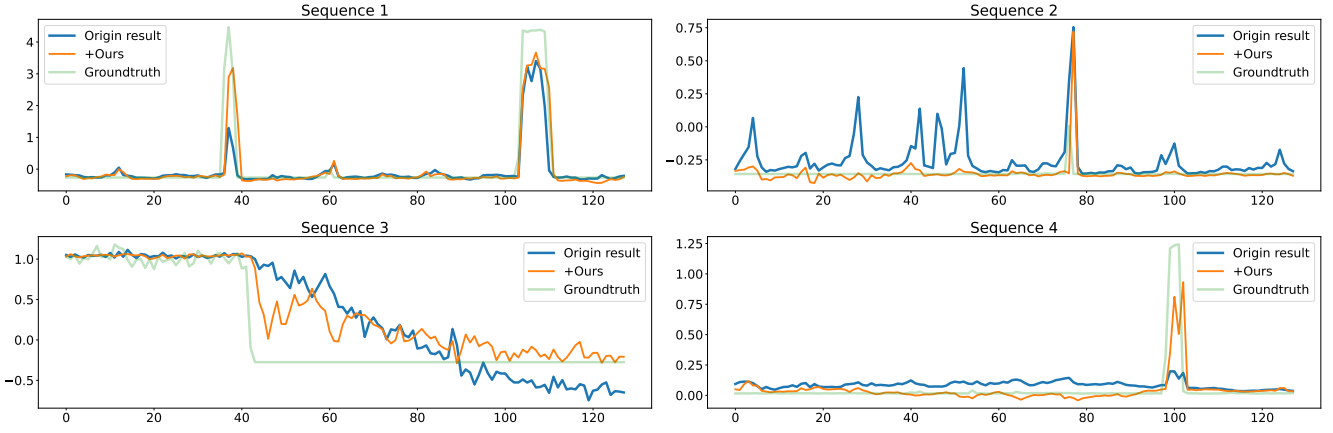 Sequence 1
4
3
2
1
0
0 20 40 60 80 100 120
Origin result
+Ours
Groundtruth
Sequence 2
0.75
0.50
0.25
0.00
−0.25
0 20 40 60 80 100 120
Origin result
+Ours
Groundtruth
Sequence 3
1.0
0.5
0.0
−0.5
0 20 40 60 80 100 120
Origin result
+Ours
Groundtruth
Sequence 4
1.25
1.00
0.75
0.50
0.25
0.00
0 20 40 60 80 100 120
Origin result
+Ours
Groundtruth